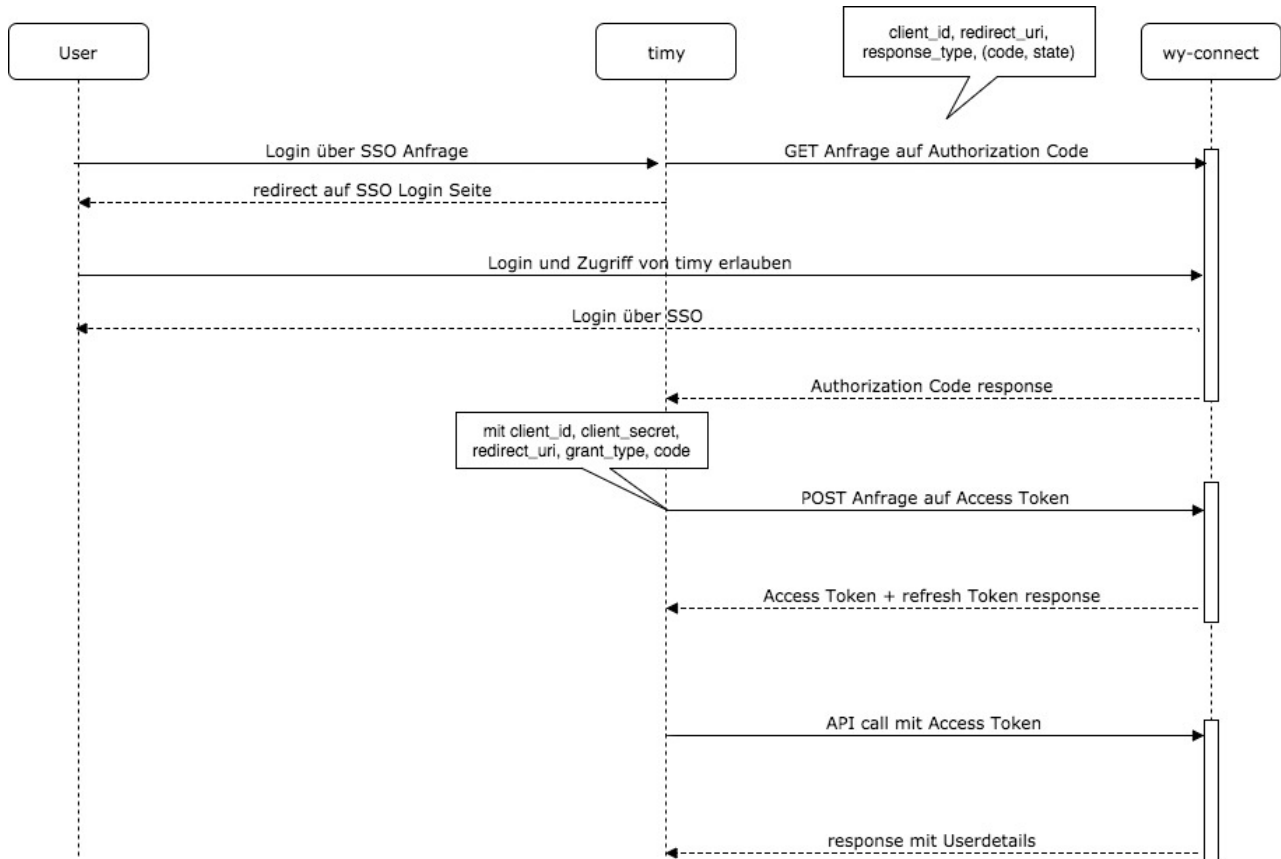 client_id, redirect_uri,
response_type, (code, state)
User
timy
wy-connect
Login über SSO Anfrage
GET Anfrage auf Authorization Code
redirect auf SSO Login Seite
Login und Zugriff von timy erlauben
Login über SSO
Authorization Code response
mit client_id, client_secret,
redirect_uri, grant_type, code
POST Anfrage auf Access Token
Access Token + refresh Token response
API call mit Access Token
response mit Userdetails